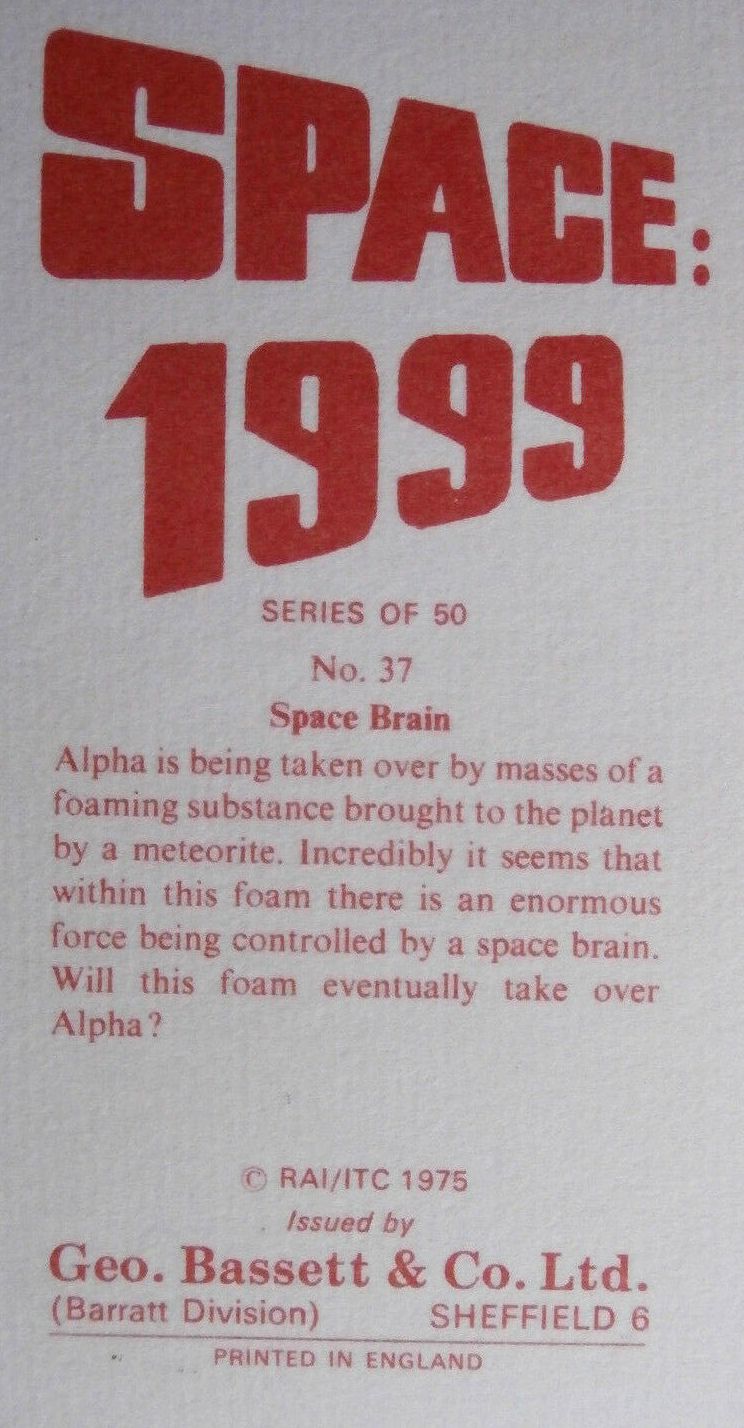 SPACE:
1999
SERIES OF 50
No. 37
Space Brain
Alpha is being taken over by masses of a
foaming substance brought to the planet
by a meteorite. Incredibly it seems that
within this foam there is an enormous
force being controlled by a space brain.
Will this foam eventually take over
Alpha?
© RAI/ITC 1975
Issued by
Geo. Bassett & Co. Ltd.
(Barratt Division) SHEFFIELD 6
PRINTED IN ENGLAND